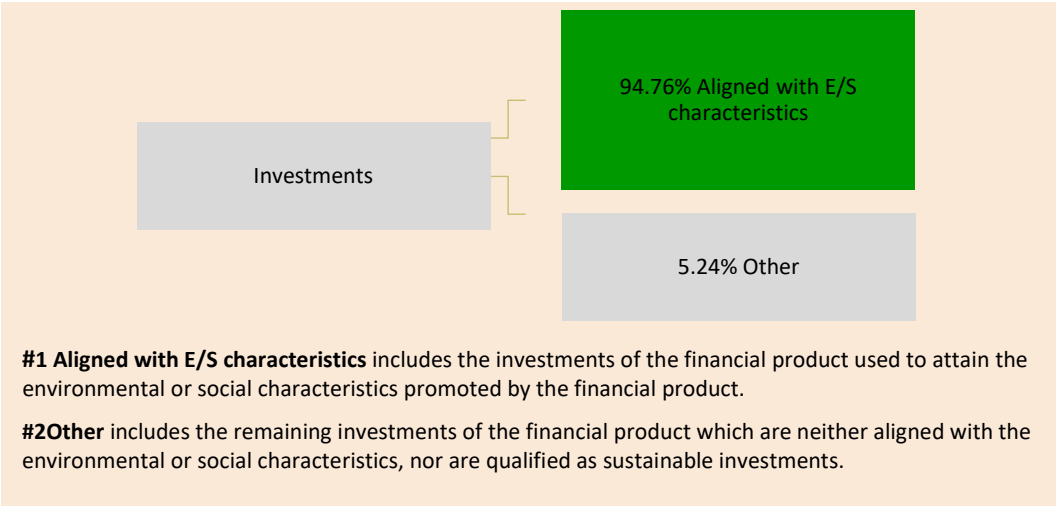 94.76% Aligned with E/S
characteristics
Investments
5.24% Other
#1 Aligned with E/S characteristics includes the investments of the financial product used to attain the
environmental or social characteristics promoted by the financial product.
#2Other includes the remaining investments of the financial product which are neither aligned with the
environmental or social characteristics, nor are qualified as sustainable investments.